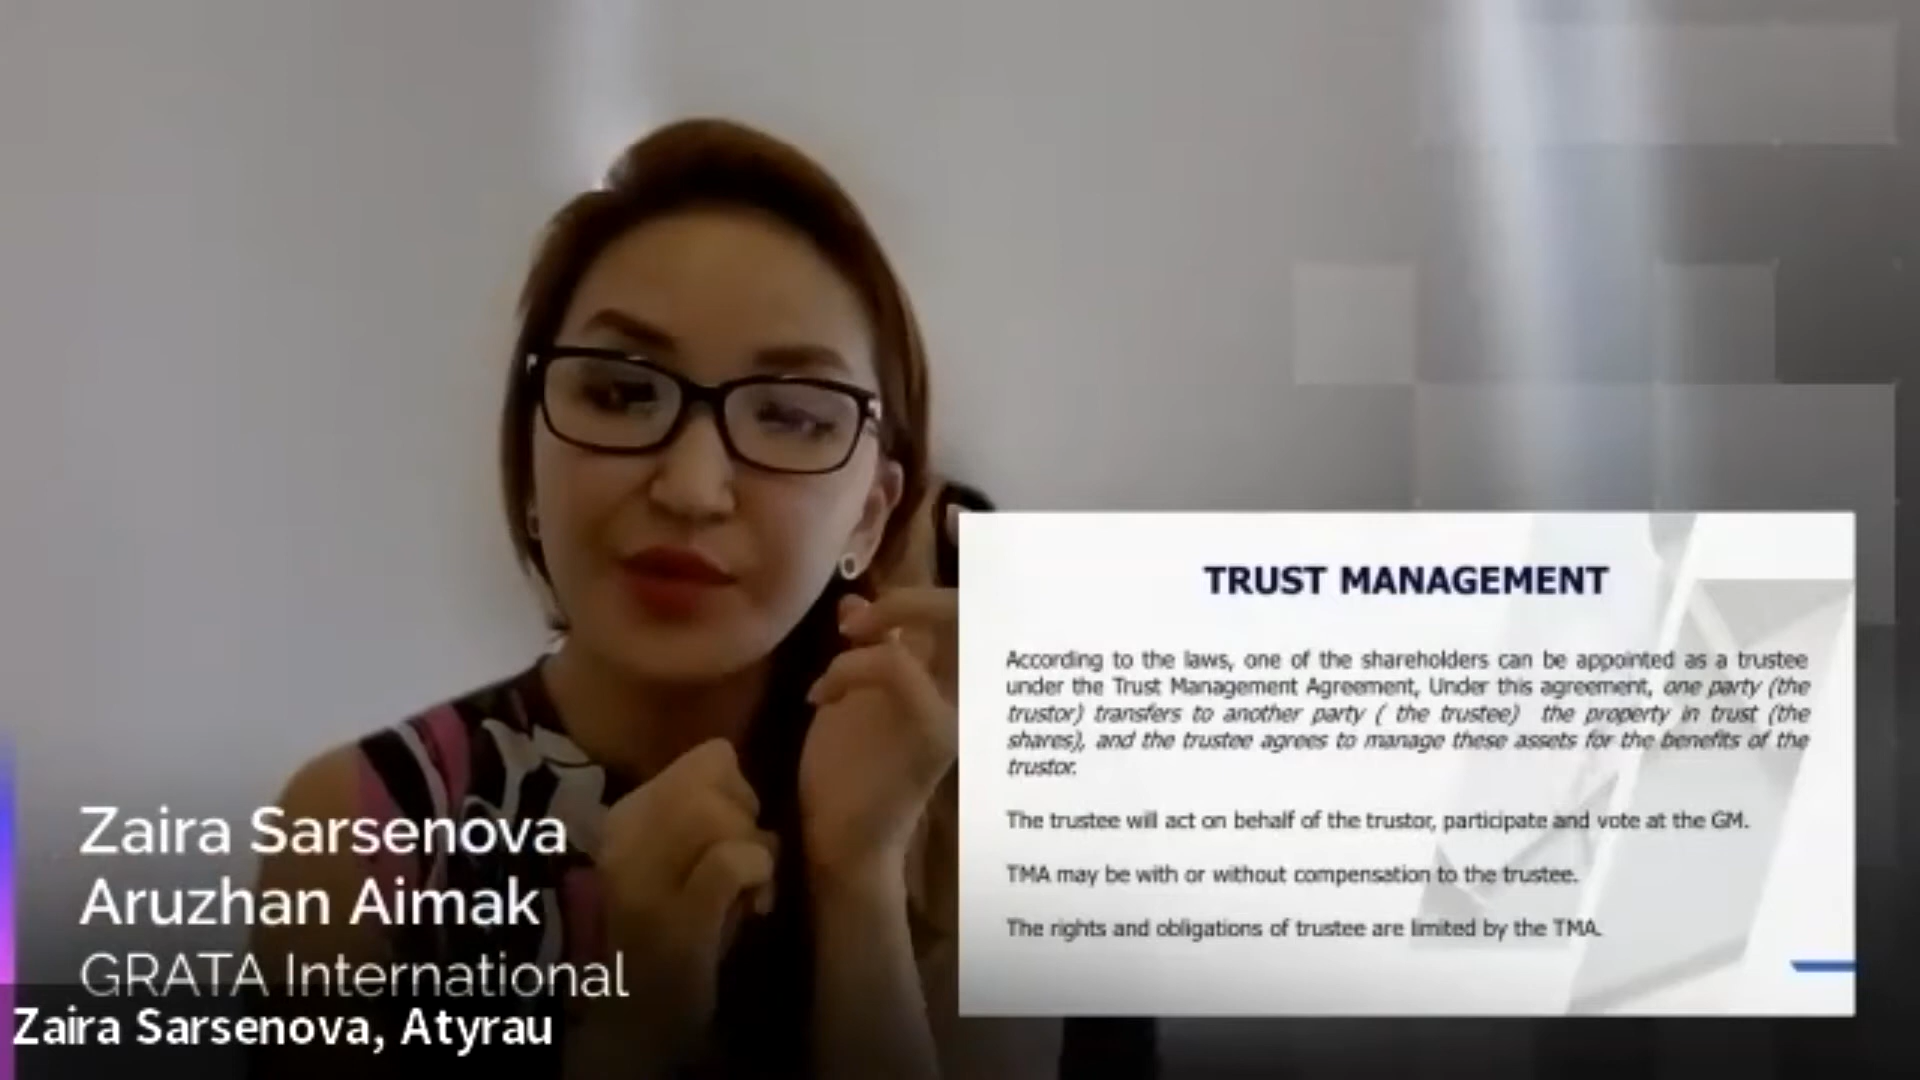 TRUST MANAGEMENT
According to the laws, one of the shareholders can be appointed as a trustee
under the Trust Management Agreement, Under this agreement, one party (the
trustor) transfers to another party ( the trustee) the property in trust (the
shares), and the trustee agrees to manage these assets for the benefits of the
trustor.
The trustee will act on behalf of the trustor, participate and vote at the GM.
TMA may be with or without compensation to the trustee.
The rights and obligations of trustee are limited by the TMA.
Zaira Sarsenova
Aruzhan Aimak
GRATA International
Zaira Sarsenova, Atyrau